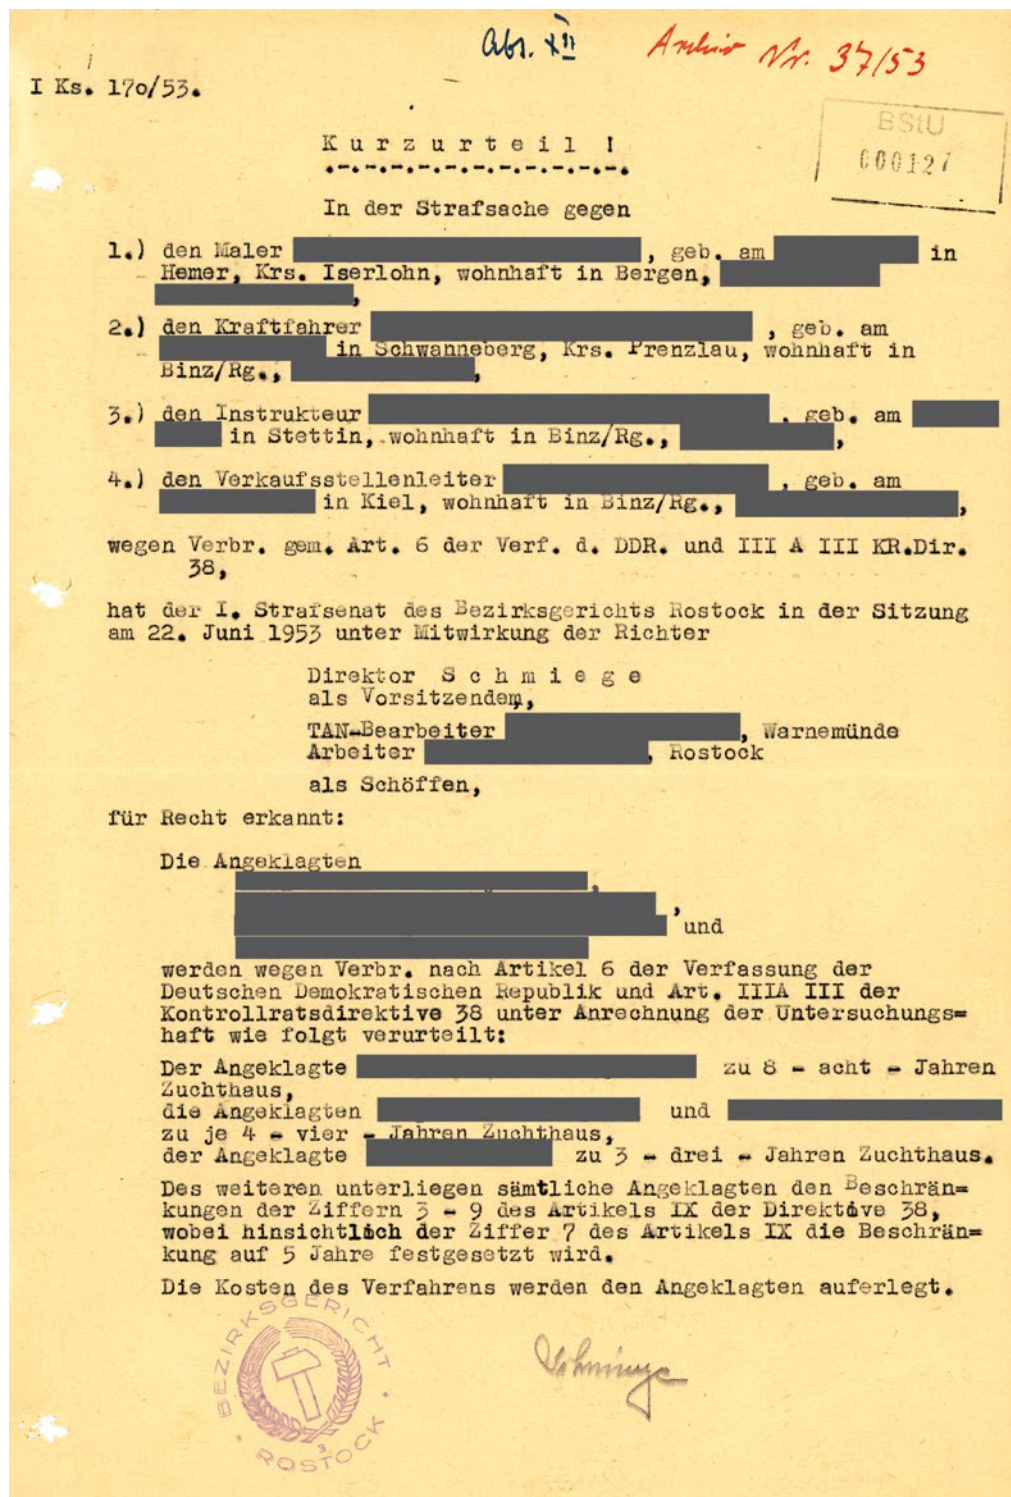 Abs. XII Archiv Nr. 37/53
I Ks. 170/53.
BStU
000127
Kurzurteil !
In der Strafsache gegen
1.) den Maler , geb. am in
Hemer, Krs. Iserlohn, wohnhaft in Bergen,
,
2.) den Kraftfahrer , geb. am
in Schwanneberg, Krs. Prenzlau, wohnhaft in
Binz/Rg., ,
3.) den Instrukteur , geb. am
in Stettin, wohnhaft in Binz/Rg., ,
4.) den Verkaufsstellenleiter , geb. am
in Kiel, wohnhaft in Binz/Rg., ,
wegen Verbr. gem. Art. 6 der Verf. d. DDR. und III A III KR.Dir.
38,
hat der I. Strafsenat des Bezirksgerichts Rostock in der Sitzung
am 22. Juni 1953 unter Mitwirkung der Richter
Direktor Schmiege
als Vorsitzendem,
TAN-Bearbeiter , Warnemünde
Arbeiter , Rostock
als Schöffen,
für Recht erkannt:
Die Angeklagten
,
,
und
werden wegen Verbr. nach Artikel 6 der Verfassung der
Deutschen Demokratischen Republik und Art. IIIA III der
Kontrollratsdirektive 38 unter Anrechnung der Untersuchungs=
haft wie folgt verurteilt:
Der Angeklagte zu 8 - acht - Jahren
Zuchthaus,
die Angeklagten und
zu je 4 - vier - Jahren Zuchthaus,
der Angeklagte zu 3 - drei - Jahren Zuchthaus.
Des weiteren unterliegen sämtliche Angeklagten den Beschrän=
kungen der Ziffern 3 - 9 des Artikels IX der Direktive 38,
wobei hinsichtlich der Ziffer 7 des Artikels IX die Beschrän=
kung auf 5 Jahre festgesetzt wird.
Die Kosten des Verfahrens werden den Angeklagten auferlegt.
BEZIRKSGERICHT
3
ROSTOCK
Schmiege